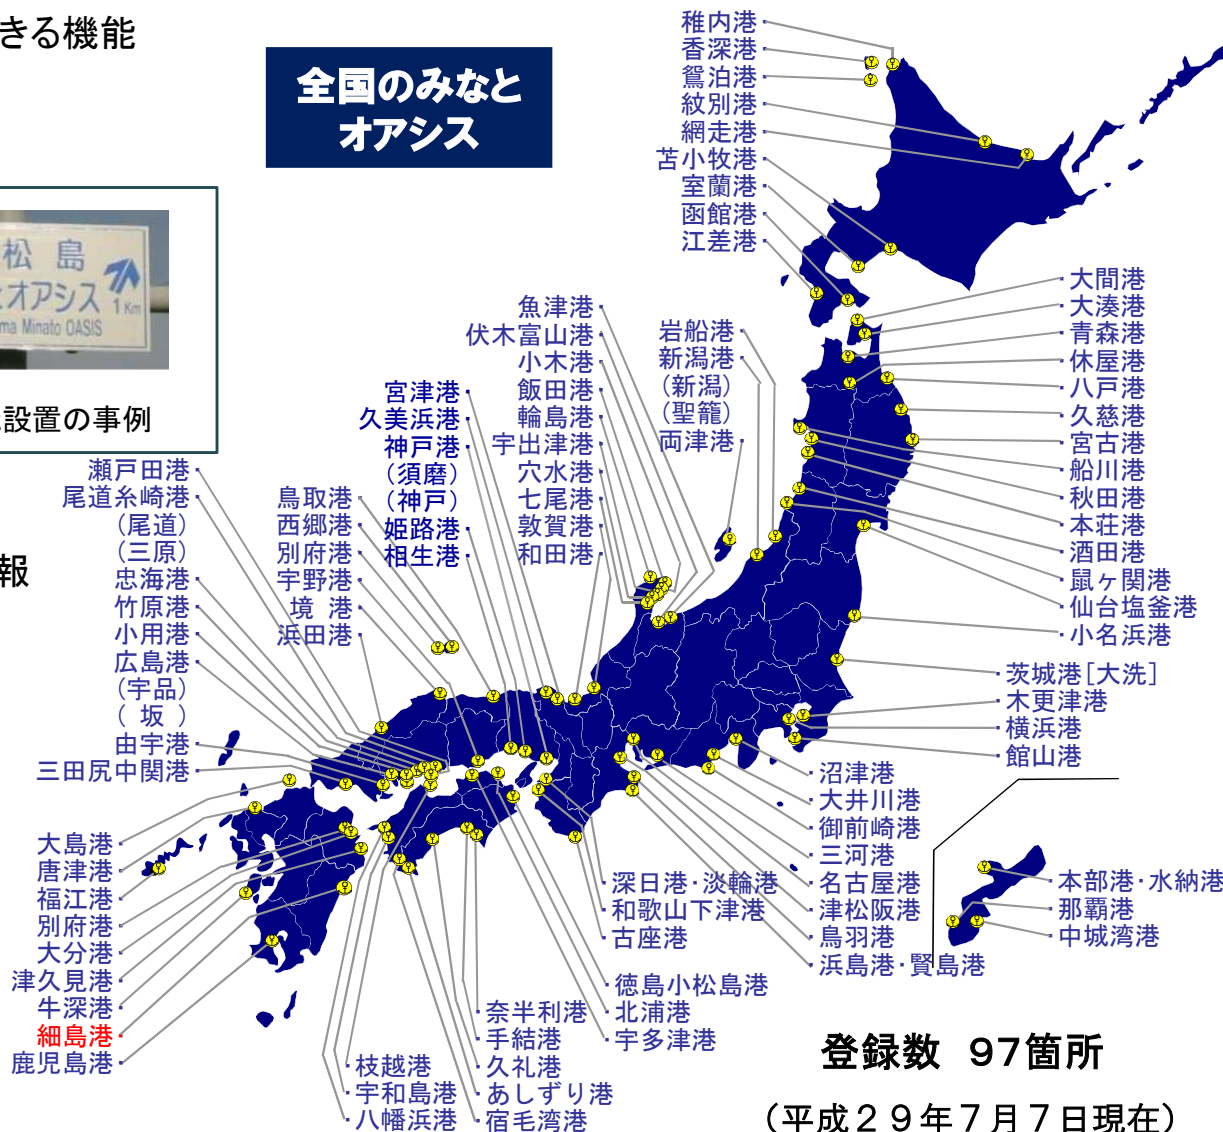 きる機能
全国のみなと
オアシス
松島
オアシス
1Km
ma Minato OASIS
設置の事例
報
稚内港
香深港
鴛泊港
紋別港
網走港
苫小牧港
室蘭港
函館港
江差港
大間港
大湊港
青森港
休屋港
八戸港
久慈港
宮古港
船川港
秋田港
本荘港
酒田港
鼠ヶ関港
仙台塩釜港
小名浜港
茨城港[大洗]
木更津港
横浜港
館山港
岩船港
新潟港
(新潟)
(聖籠)
両津港
魚津港
伏木富山港
小木港
飯田港
輪島港
宇出津港
穴水港
七尾港
敦賀港
和田港
宮津港
久美浜港
神戸港
(須磨)
(神戸)
姫路港
相生港
鳥取港
西郷港
別府港
宇野港
境 港
浜田港
瀬戸田港
尾道糸崎港
(尾道)
(三原)
忠海港
竹原港
小用港
広島港
(宇品)
( 坂 )
由宇港
三田尻中関港
大島港
唐津港
福江港
別府港
大分港
津久見港
牛深港
細島港
鹿児島港
枝越港
宇和島港
八幡浜港
奈半利港
手結港
久礼港
あしずり港
宿毛湾港
徳島小松島港
北浦港
宇多津港
深日港・淡輪港
和歌山下津港
古座港
沼津港
大井川港
御前崎港
三河港
名古屋港
津松阪港
鳥羽港
浜島港・賢島港
本部港・水納港
那覇港
中城湾港
登録数 97箇所
(平成29年7月7日現在)